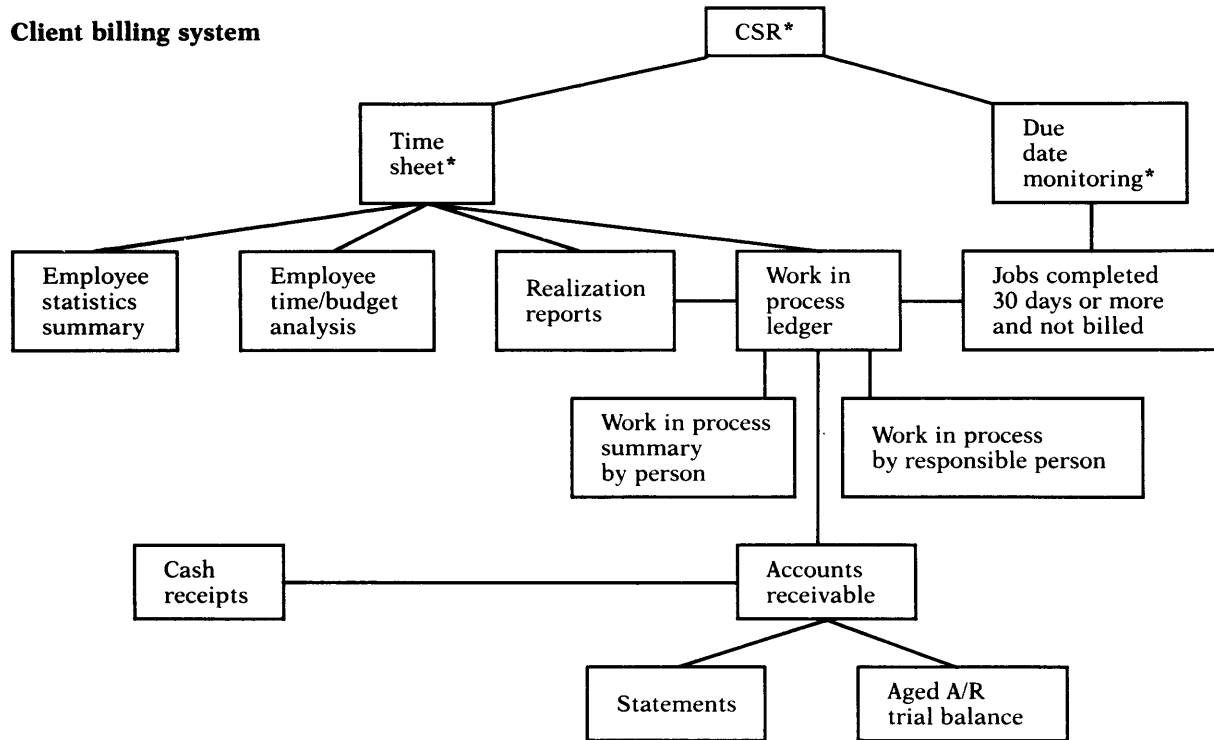 Client billing system
CSR*
Time
sheet*
Due
date
monitoring*
Employee
statistics
summary
Employee
time/budget
analysis
Realization
reports
Work in
process
ledger
Jobs completed
30 days or more
and not billed
Work in process
summary
by person
Work in process
by responsible person
Cash
receipts
Accounts
receivable
Statements
Aged A/R
trial balance